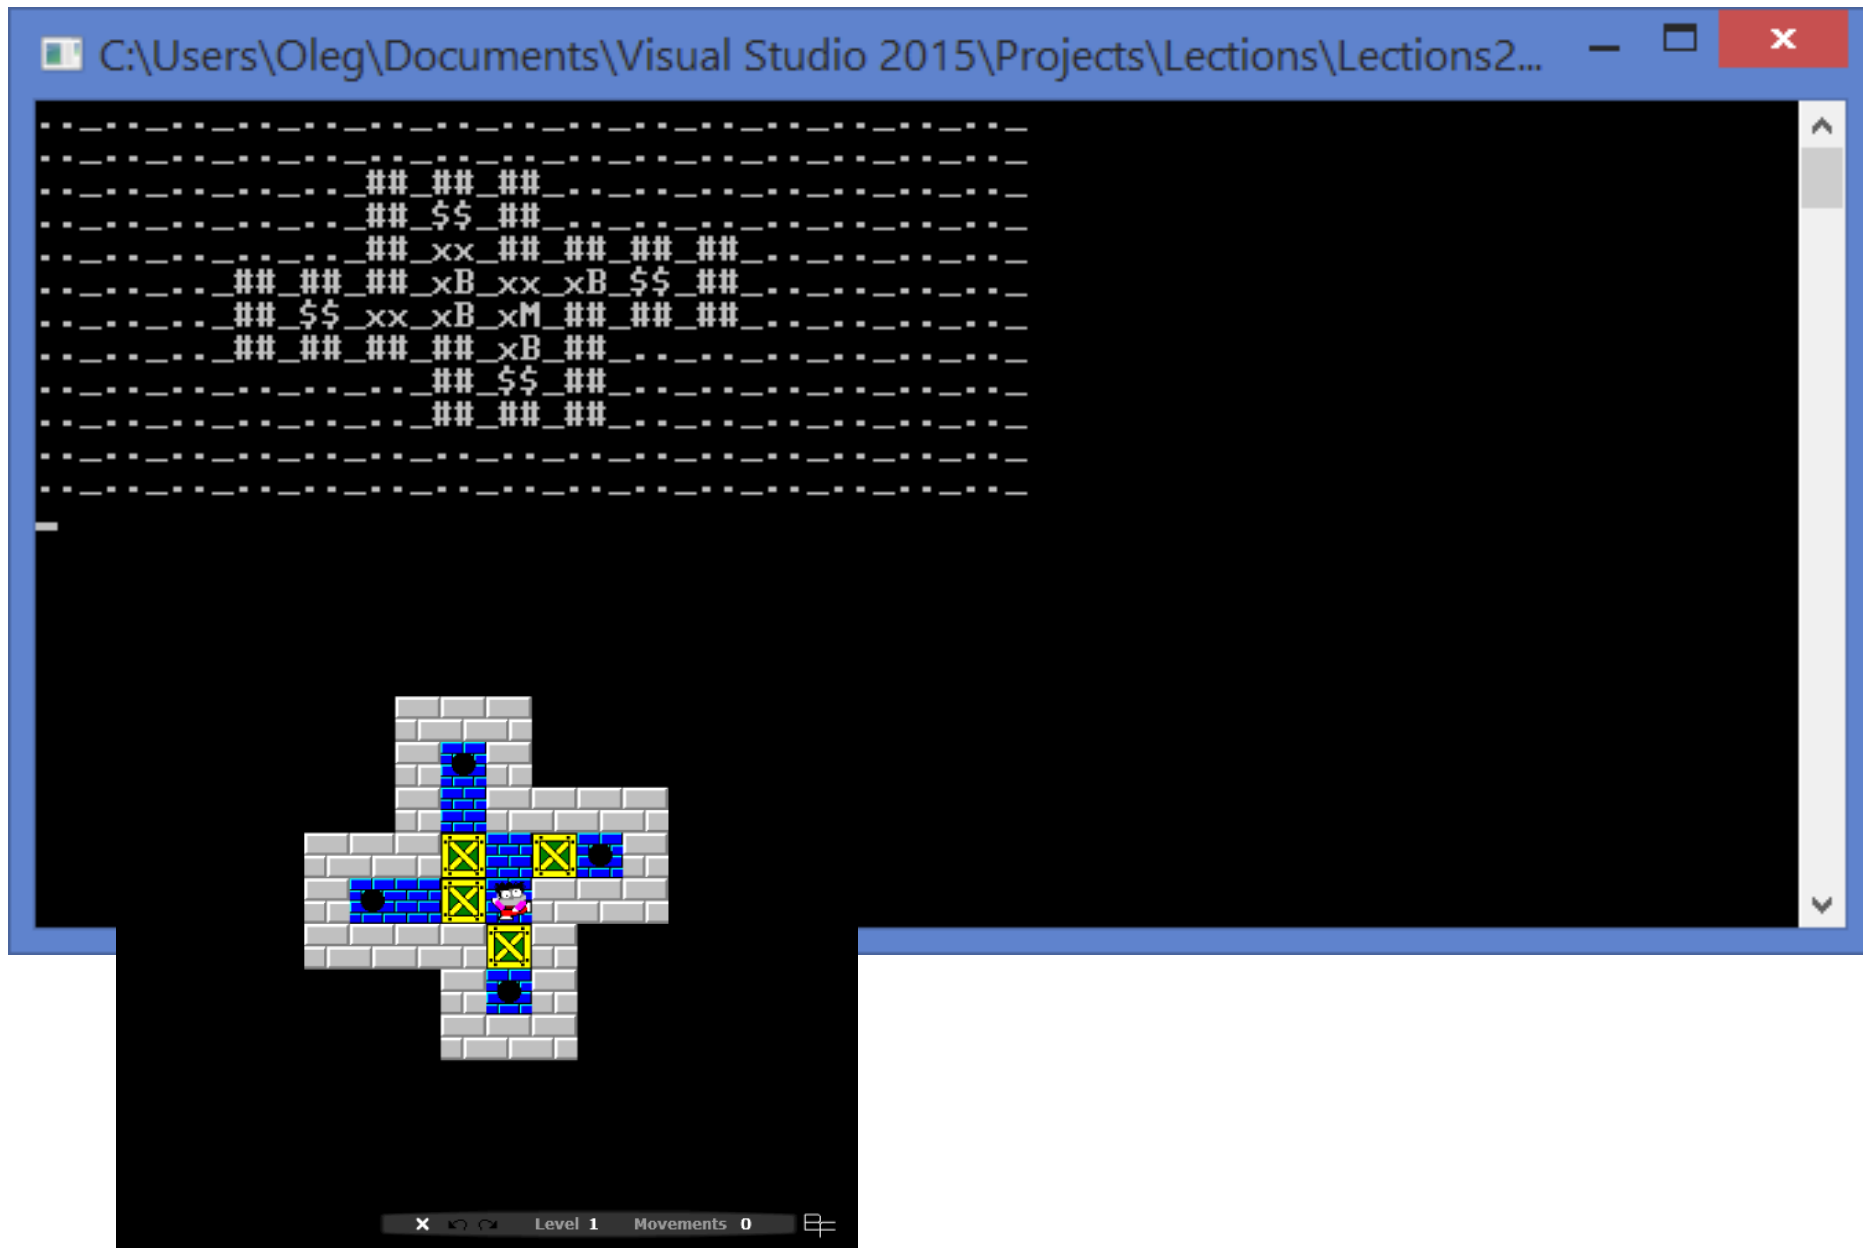 C:\Users\Oleg\Documents\Visual Studio 2015\Projects\Lections\Lections2...
.._.._.._.._.._.._.._.._.._.._.._.._.._.._.._
.._.._.._.._.._.._.._.._.._.._.._.._.._.._.._
.._.._.._.._.._##_##_##_.._.._.._.._.._.._.._
.._.._.._.._.._##_$$_##_.._.._.._.._.._.._.._
.._.._.._.._.._##_xx_##_##_##_##_.._.._.._.._
.._.._.._##_##_##_xB_xx_xB_$$_##_.._.._.._.._
.._.._.._##_$$_xx_xB_xM_##_##_##_.._.._.._.._
.._.._.._##_##_##_##_xB_##_.._.._.._.._.._.._
.._.._.._.._.._.._##_$$_##_.._.._.._.._.._.._
.._.._.._.._.._.._##_##_##_.._.._.._.._.._.._
.._.._.._.._.._.._.._.._.._.._.._.._.._.._.._
.._.._.._.._.._.._.._.._.._.._.._.._.._.._.._
Level 1 Movements 0